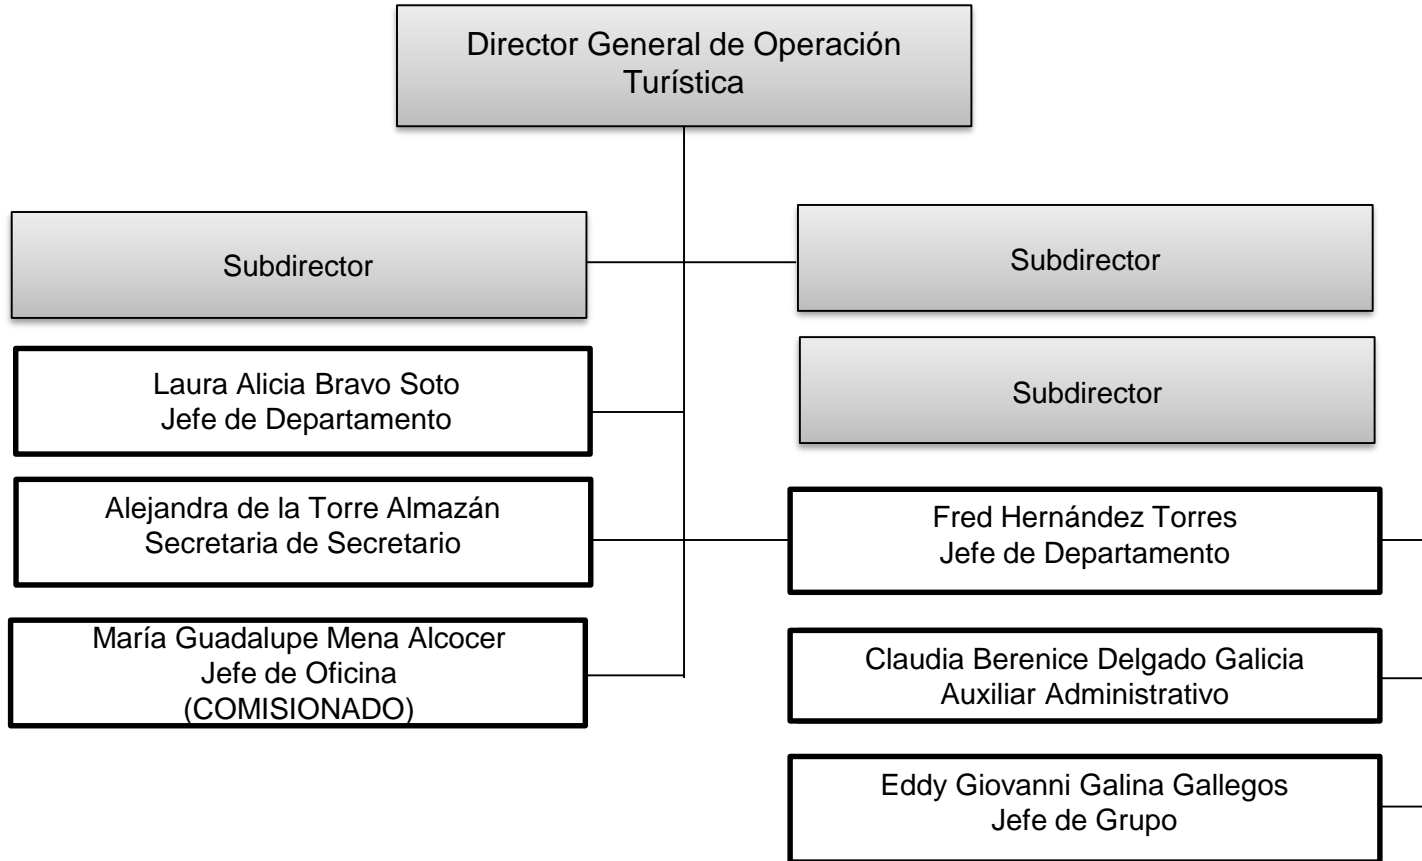 Director General de Operación
Turística
Subdirector
Subdirector
Subdirector
Laura Alicia Bravo Soto
Jefe de Departamento
Alejandra de la Torre Almazán
Secretaria de Secretario
Fred Hernández Torres
Jefe de Departamento
María Guadalupe Mena Alcocer
Jefe de Oficina
(COMISIONADO)
Claudia Berenice Delgado Galicia
Auxiliar Administrativo
Eddy Giovanni Galina Gallegos
Jefe de Grupo